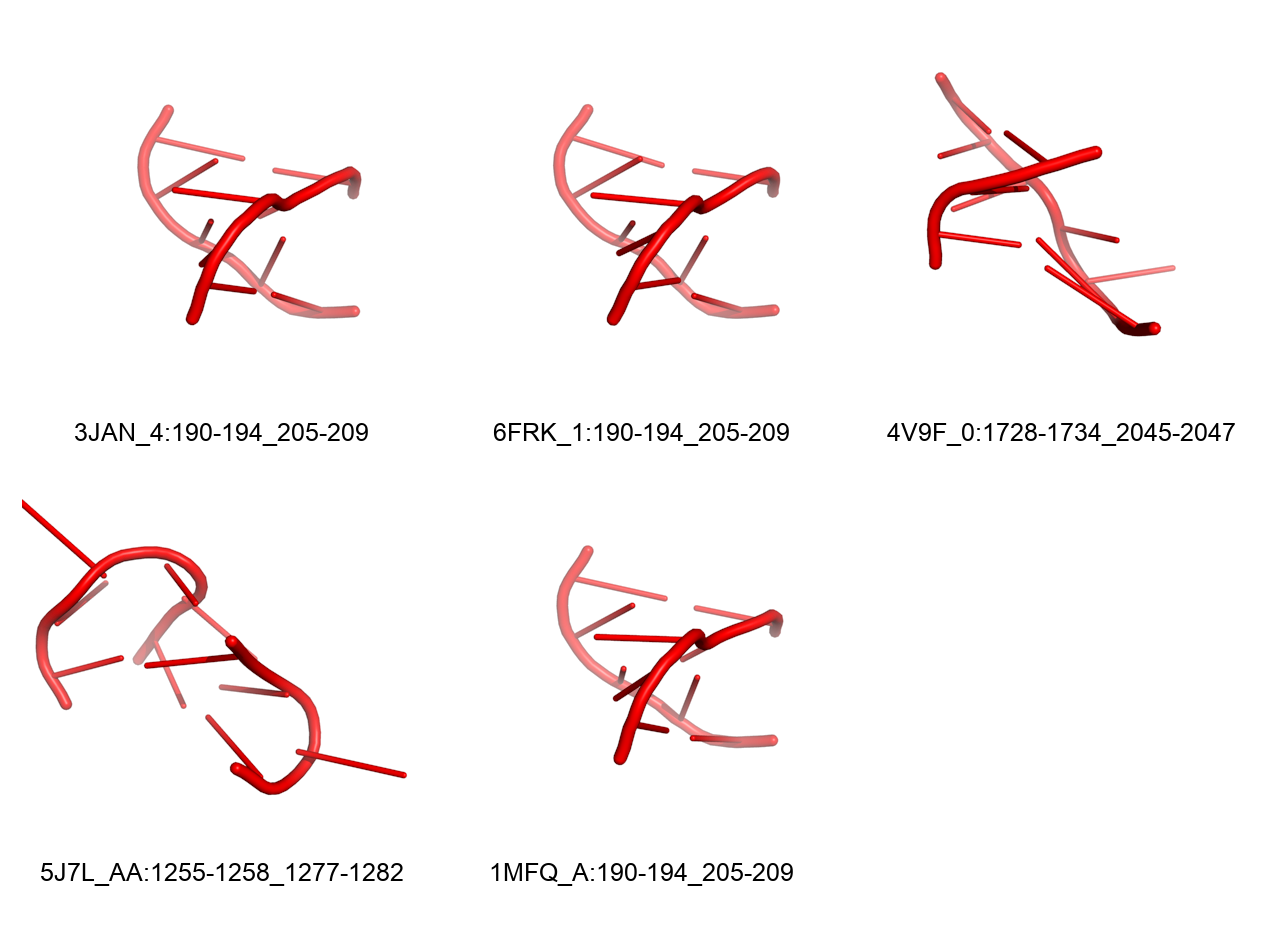 3JAN_4:190-194_205-209
6FRK_1:190-194_205-209
4V9F_0:1728-1734_2045-2047
5J7L_AA:1255-1258_1277-1282
1MFQ_A:190-194_205-209